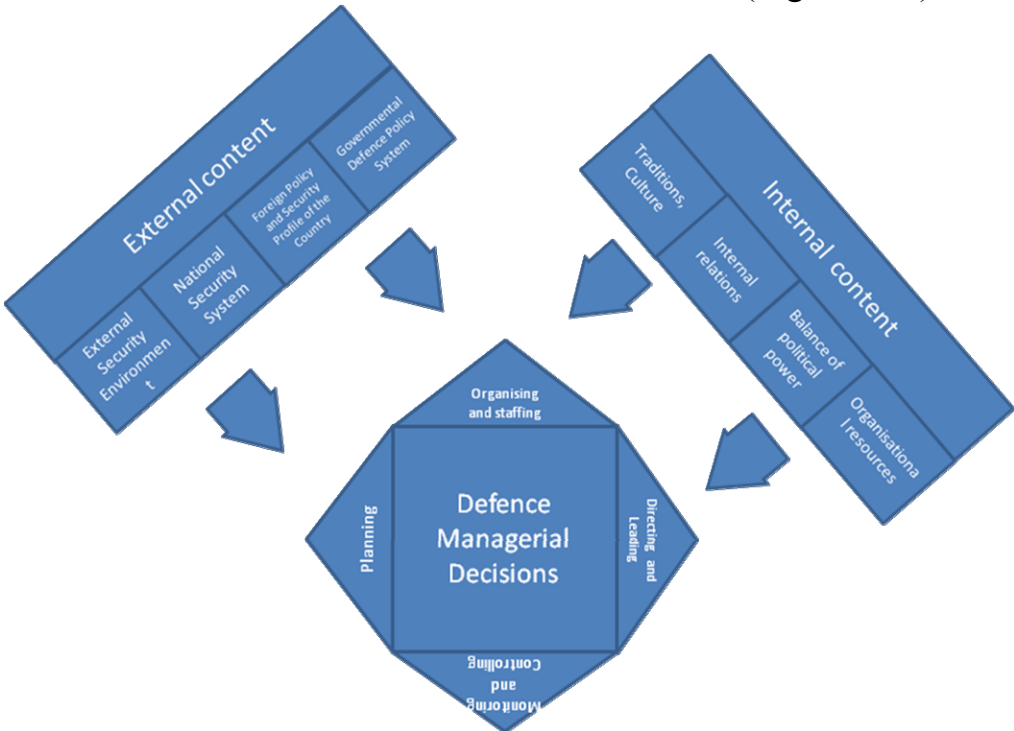 External content
External
Security
Environmen
t
National
Security
System
Foreign Policy
and Security
Profile of the
Country
Governmental
Defence Policy
System
Internal content
Traditions,
Culture
Internal
relations
Balance of
political
power
Organisationa
l resources
Organising
and staffing
Planning
Defence
Managerial
Decisions
Directing and
Leading
Monitoring
and
Controlling